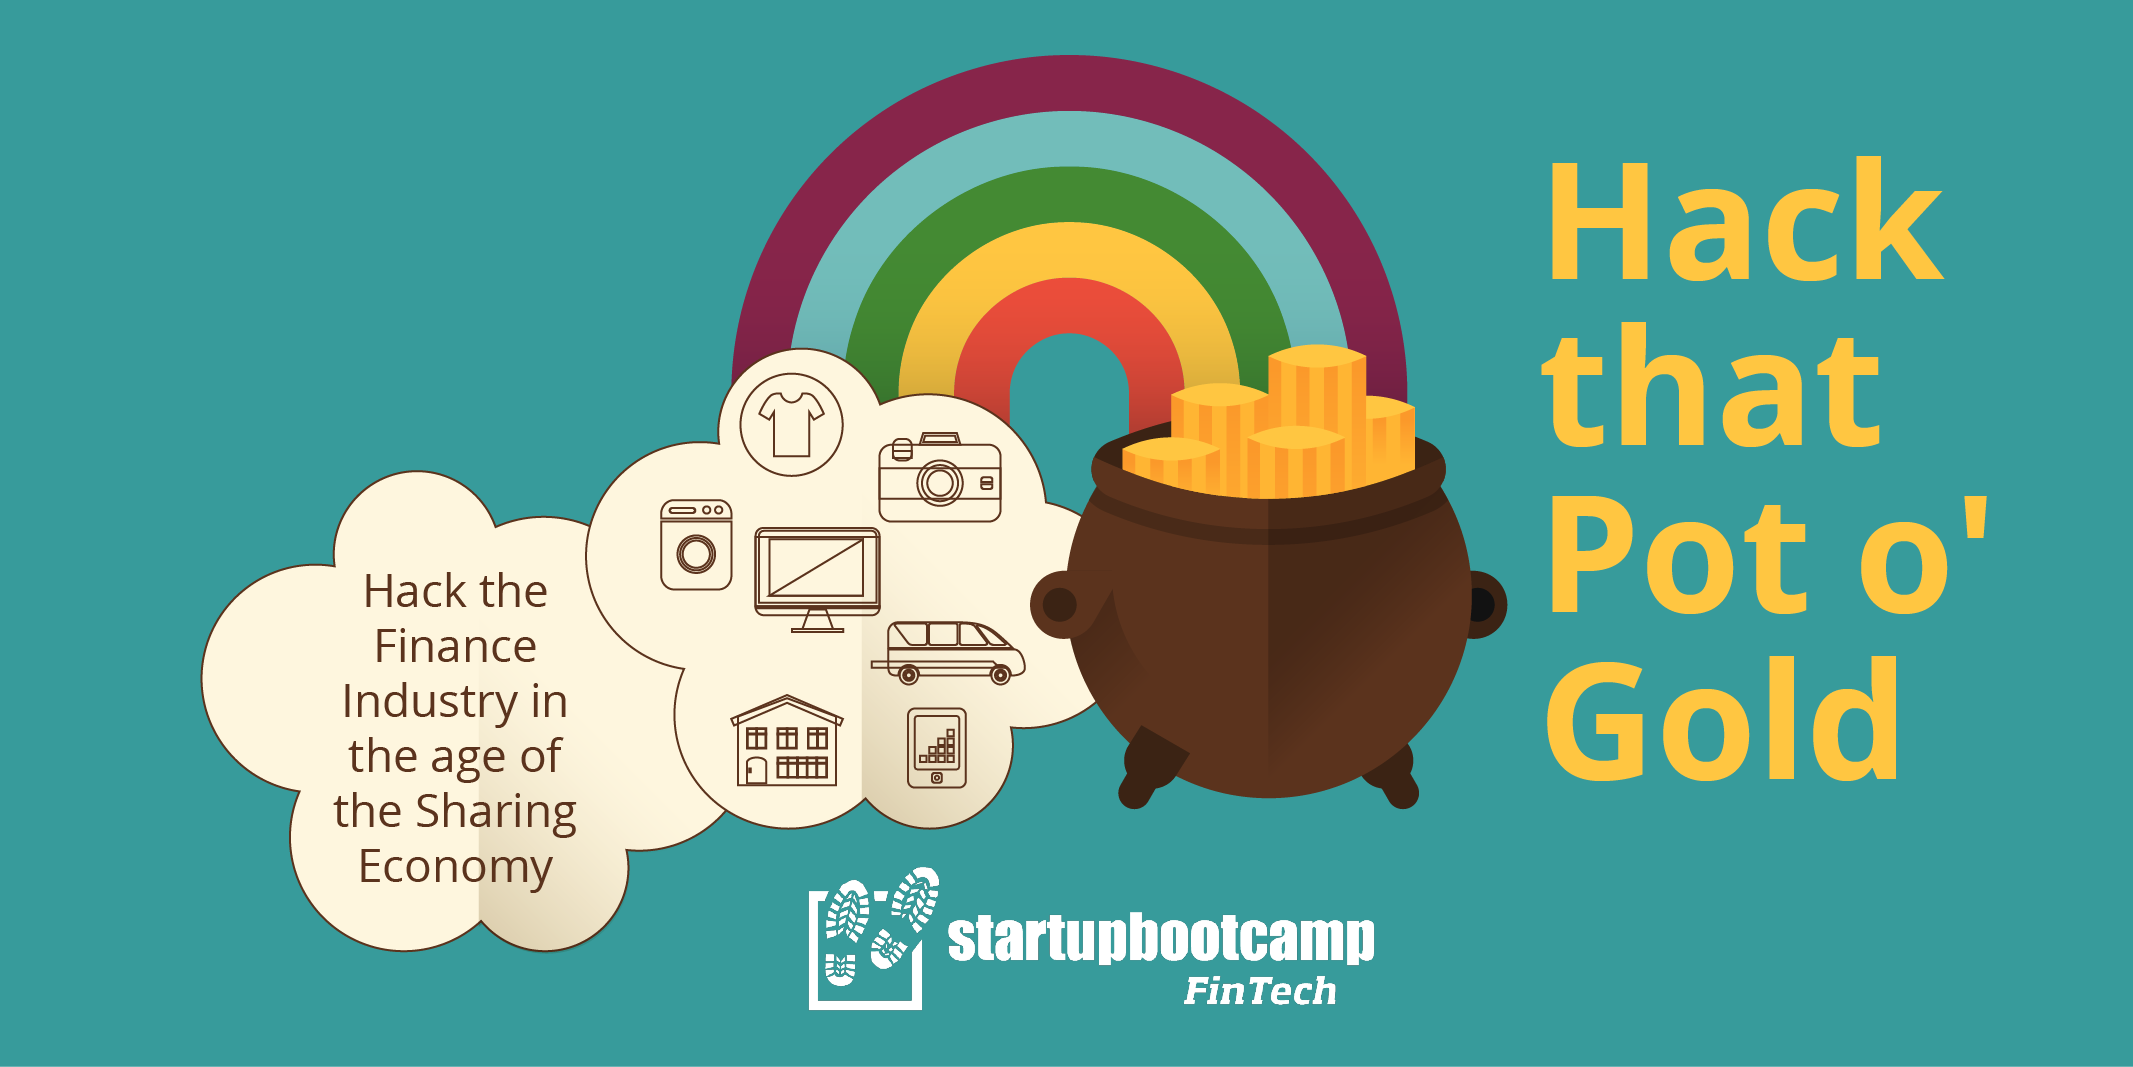 Hack
that
Pot o'
Gold
Hack the
Finance
Industry in
the age of
the Sharing
Economy
startupbootcamp
FinTech